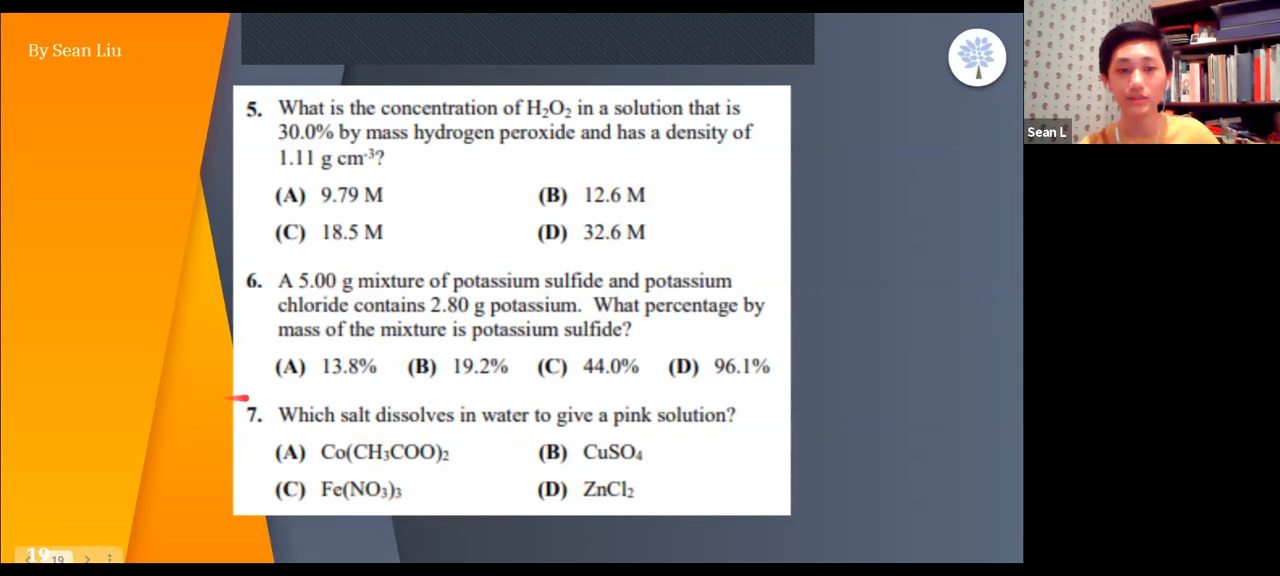 By Sean Liu
5. What is the concentration of H₂O₂ in a solution that is
30.0% by mass hydrogen peroxide and has a density of
1.11 g cm⁻³?
(A) 9.79 M (B) 12.6 M
(C) 18.5 M (D) 32.6 M
6. A 5.00 g mixture of potassium sulfide and potassium
chloride contains 2.80 g potassium. What percentage by
mass of the mixture is potassium sulfide?
(A) 13.8% (B) 19.2% (C) 44.0% (D) 96.1%
7. Which salt dissolves in water to give a pink solution?
(A) Co(CH₃COO)₂ (B) CuSO₄
(C) Fe(NO₃)₃ (D) ZnCl₂
19
19
Sean L